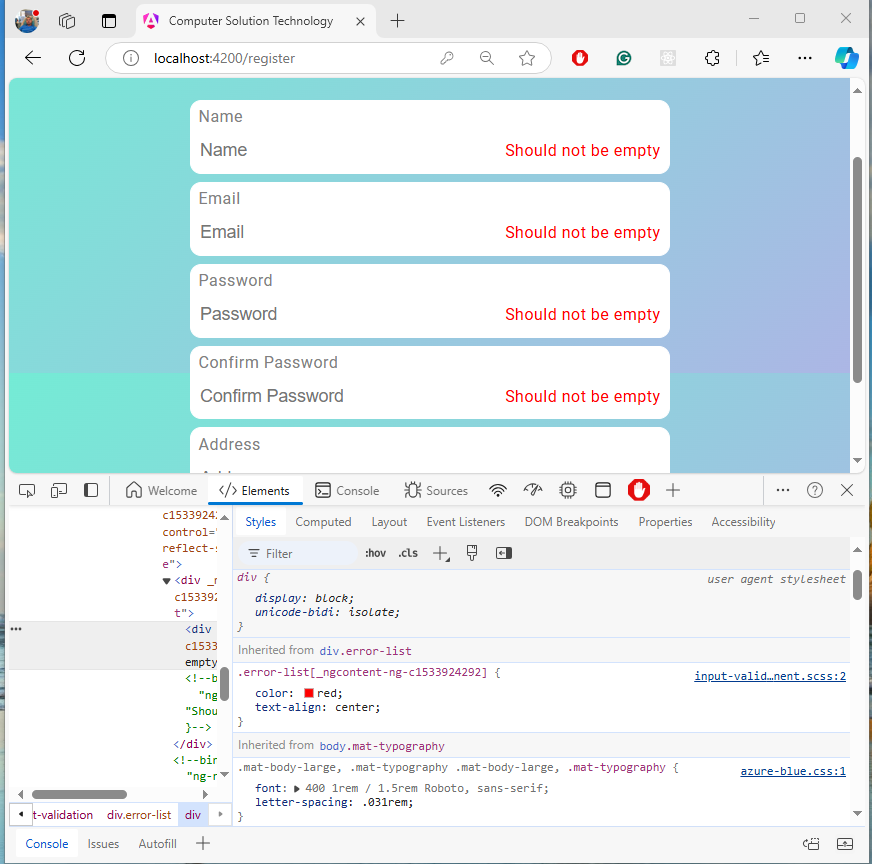 Computer Solution Technology
localhost:4200/register
Name
Name Should not be empty
Email
Email Should not be empty
Password
Password Should not be empty
Confirm Password
Confirm Password Should not be empty
Address
Welcome Elements Console Sources
c1533924
control="
reflect-s
e">
<div _n
c153392
t">
<div
c1533
empty
<!--b
"ng
"Shou
}-->
</div>
<!--bin
"ng-r
t-validation div.error-list div
Styles Computed Layout Event Listeners DOM Breakpoints Properties Accessibility
Filter :hov .cls
div { user agent stylesheet
display: block;
unicode-bidi: isolate;
}
Inherited from div.error-list
.error-list[_ngcontent-ng-c1533924292] { input-valid…nent.scss:2
color: red;
text-align: center;
}
Inherited from body.mat-typography
.mat-body-large, .mat-typography .mat-body-large, .mat-typography { azure-blue.css:1
font: 400 1rem / 1.5rem Roboto, sans-serif;
letter-spacing: .031rem;
}
Console Issues Autofill